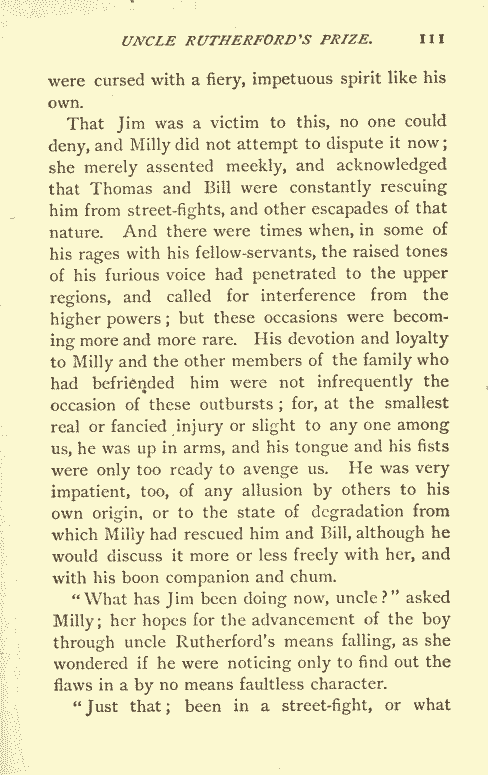 UNCLE RUTHERFORD'S PRIZE. 111
were cursed with a fiery, impetuous spirit like his
own.
That Jim was a victim to this, no one could
deny, and Milly did not attempt to dispute it now;
she merely assented meekly, and acknowledged
that Thomas and Bill were constantly rescuing
him from street-fights, and other escapades of that
nature. And there were times when, in some of
his rages with his fellow-servants, the raised tones
of his furious voice had penetrated to the upper
regions, and called for interference from the
higher powers; but these occasions were becom-
ing more and more rare. His devotion and loyalty
to Milly and the other members of the family who
had befriended him were not infrequently the
occasion of these outbursts; for, at the smallest
real or fancied injury or slight to any one among
us, he was up in arms, and his tongue and his fists
were only too ready to avenge us. He was very
impatient, too, of any allusion by others to his
own origin, or to the state of degradation from
which Milly had rescued him and Bill, although he
would discuss it more or less freely with her, and
with his boon companion and chum.
"What has Jim been doing now, uncle?" asked
Milly; her hopes for the advancement of the boy
through uncle Rutherford's means falling, as she
wondered if he were noticing only to find out the
flaws in a by no means faultless character.
"Just that; been in a street-fight, or what